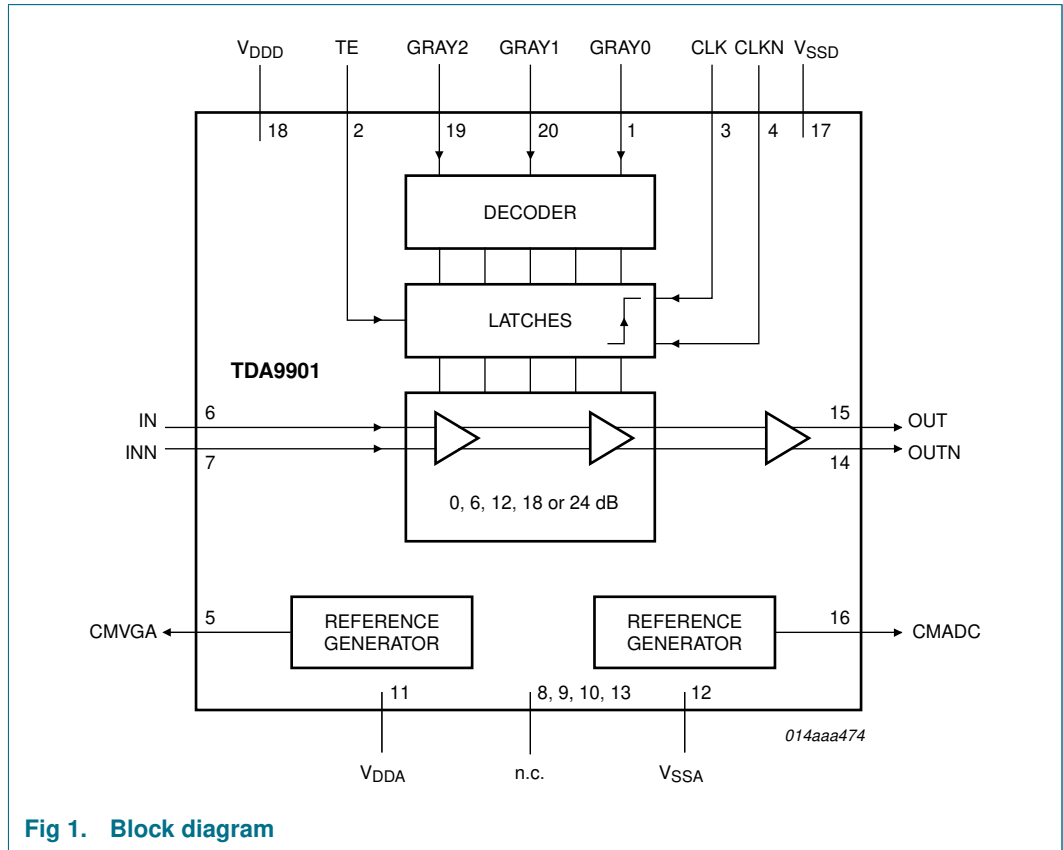 VDDD TE GRAY2 GRAY1 GRAY0 CLK CLKN VSSD
18 2 19 20 1 3 4 17
DECODER
LATCHES
TDA9901
IN 6 15 OUT
INN 7 14 OUTN
0, 6, 12, 18 or 24 dB
CMVGA 5 REFERENCE GENERATOR REFERENCE GENERATOR 16 CMADC
11 8, 9, 10, 13 12
014aaa474
VDDA n.c. VSSA
Fig 1. Block diagram